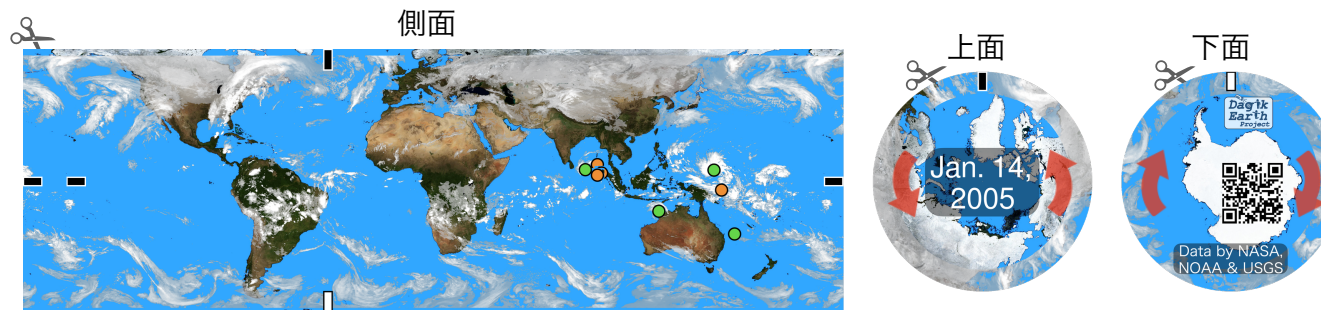 側面
上面
下面
Jan. 14,
2005
Dagik
Earth
Project
Data by NASA,
NOAA & USGS